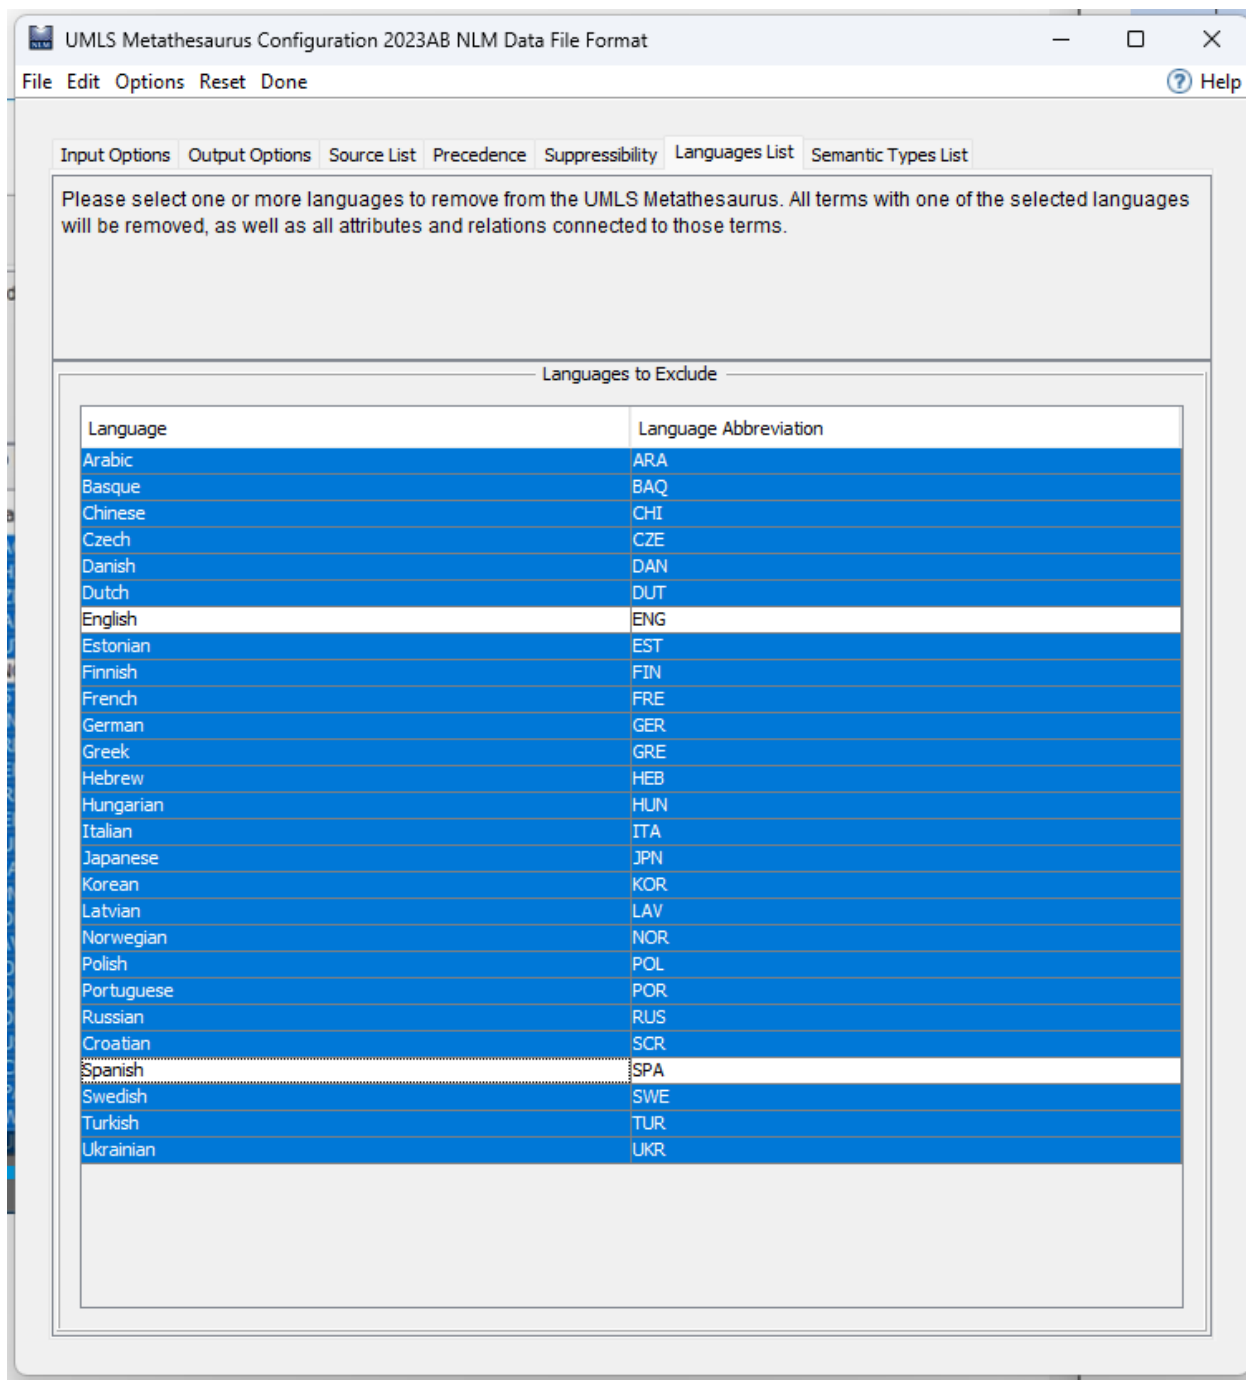 NLM UMLS Metathesaurus Configuration 2023AB NLM Data File Format
File Edit Options Reset Done ? Help
Input Options Output Options Source List Precedence Suppressibility Languages List Semantic Types List
Please select one or more languages to remove from the UMLS Metathesaurus. All terms with one of the selected languages
will be removed, as well as all attributes and relations connected to those terms.
Languages to Exclude
Language Language Abbreviation
Arabic ARA
Basque BAQ
Chinese CHI
Czech CZE
Danish DAN
Dutch DUT
English ENG
Estonian EST
Finnish FIN
French FRE
German GER
Greek GRE
Hebrew HEB
Hungarian HUN
Italian ITA
Japanese JPN
Korean KOR
Latvian LAV
Norwegian NOR
Polish POL
Portuguese POR
Russian RUS
Croatian SCR
Spanish SPA
Swedish SWE
Turkish TUR
Ukrainian UKR